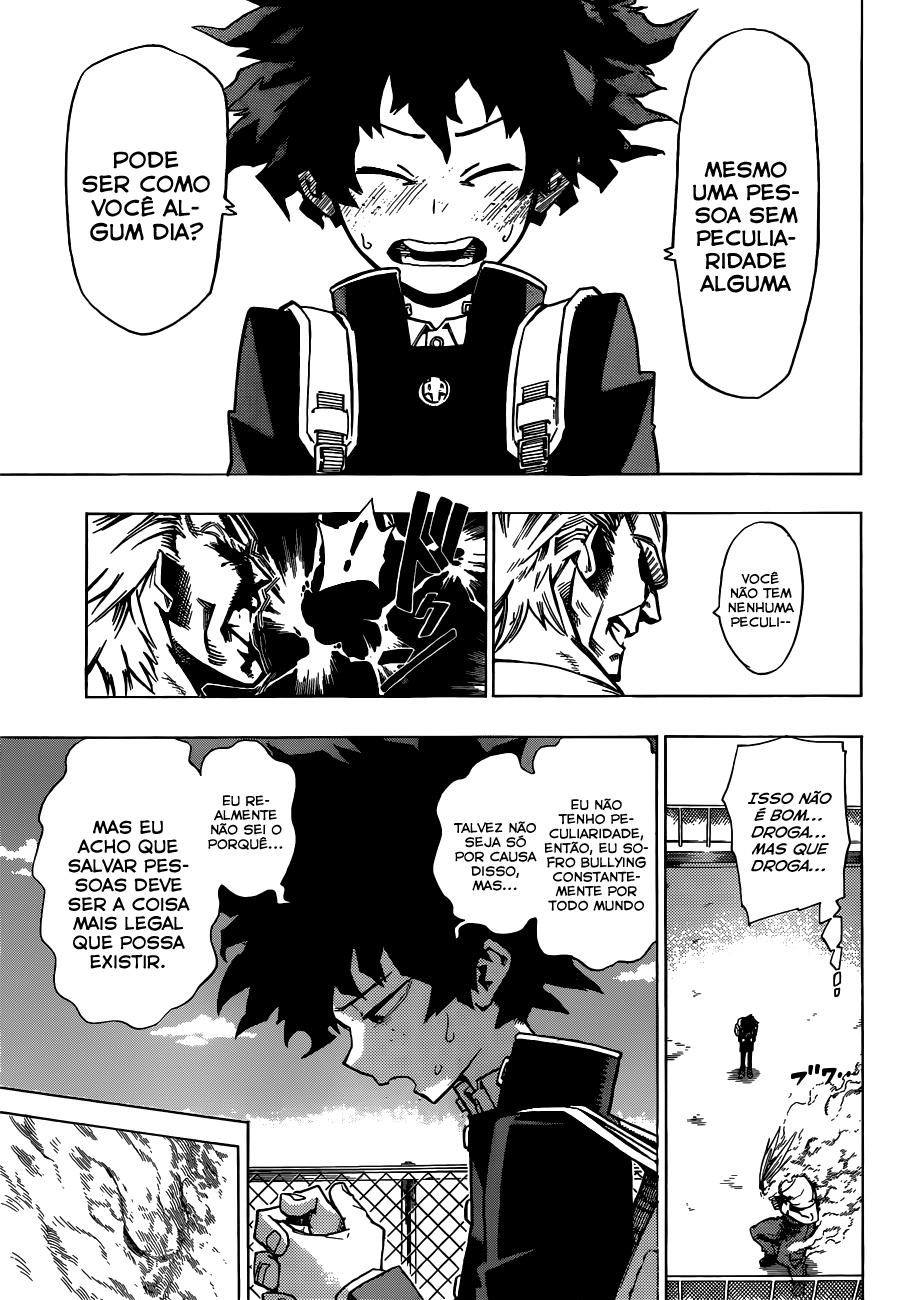 MESMO
UMA PES-
SOA SEM
PECULIA-
RIDADE
ALGUMA
PODE
SER COMO
VOCÊ AL-
GUM DIA?
VOCÊ
NÃO TEM
NENHUMA
PECULI--
!
ISSO NÃO
É BOM...
DROGA...
MAS QUE
DROGA...
ブワ...
EU NÃO
TENHO PE-
CULIARIDADE,
ENTÃO, EU SO-
FRO BULLYING
CONSTANTE-
MENTE POR
TODO MUNDO
TALVEZ NÃO
SEJA SÓ
POR CAUSA
DISSO,
MAS...
EU RE-
ALMENTE
NÃO SEI O
PORQUÊ...
MAS EU
ACHO QUE
SALVAR PES-
SOAS DEVE
SER A COISA
MAIS LEGAL
QUE POSSA
EXISTIR.